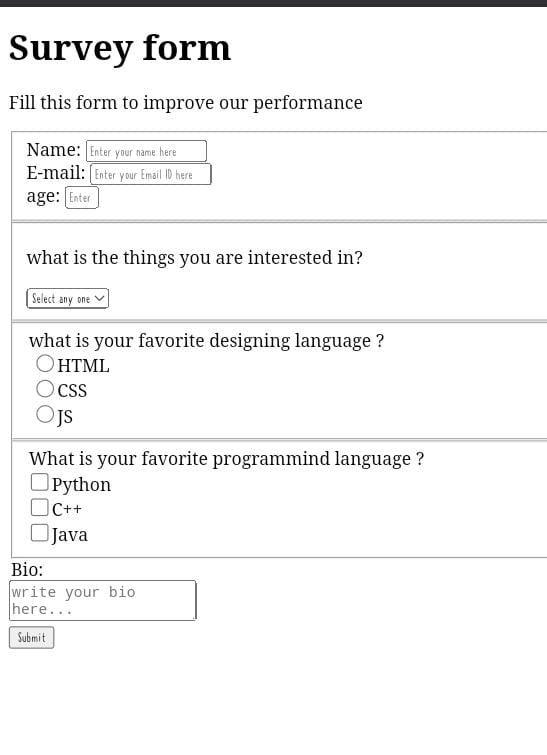 Survey form
Fill this form to improve our performance
Name: Enter your name here
E-mail: Enter your Email ID here
age: Enter
what is the things you are interested in?
Select any one
what is your favorite designing language ?
HTML
CSS
JS
What is your favorite programmind language ?
Python
C++
Java
Bio:
write your bio
here...
Submit